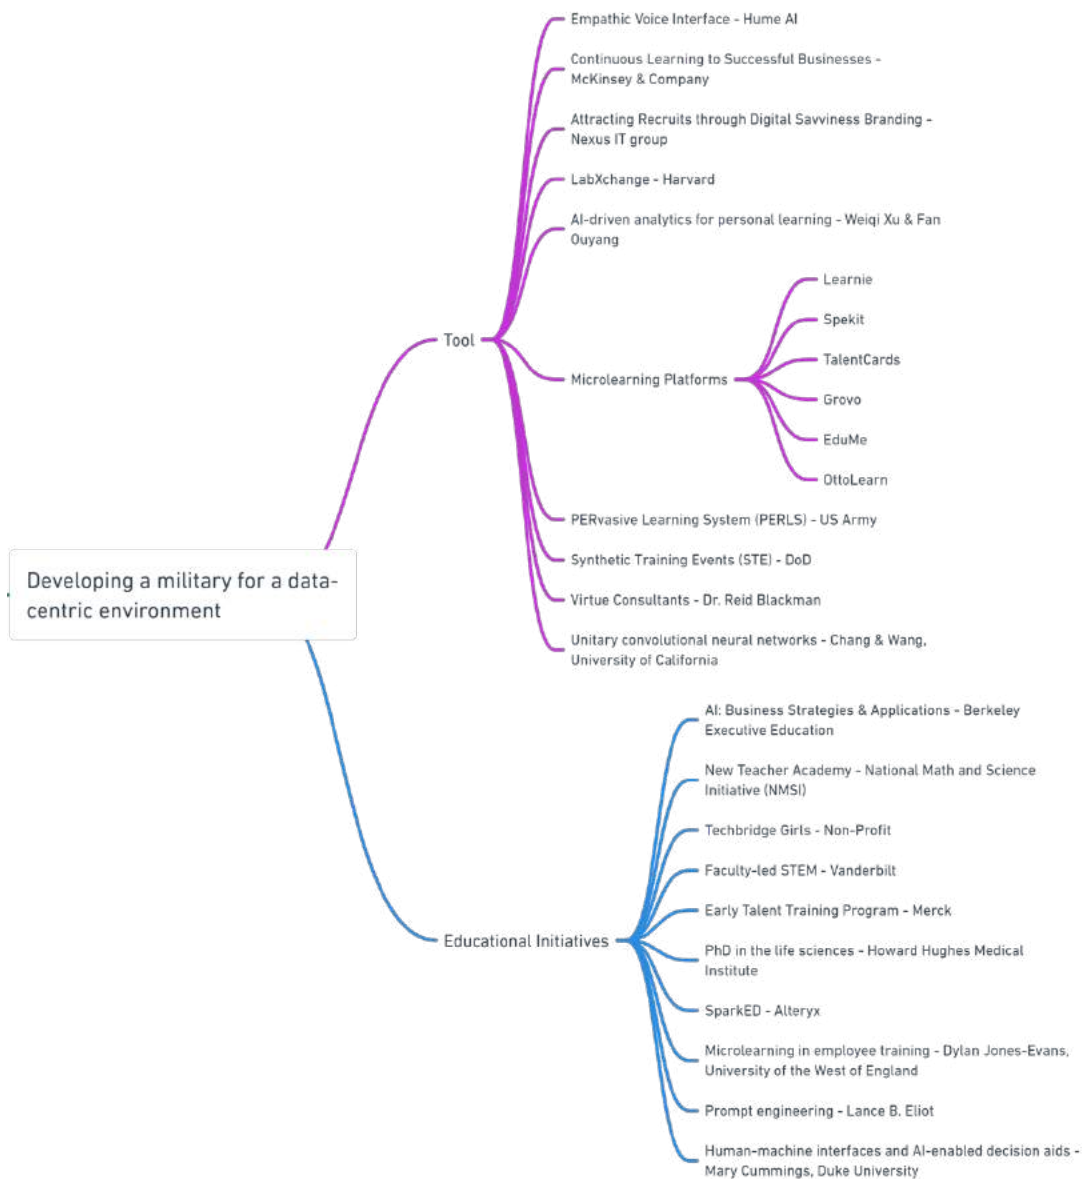 Empathic Voice Interface - Hume AI
Continuous Learning to Successful Businesses -
McKinsey & Company
Attracting Recruits through Digital Savviness Branding -
Nexus IT group
LabXchange - Harvard
AI-driven analytics for personal learning - Weiqi Xu & Fan
Ouyang
Learnie
Spekit
Tool
TalentCards
Microlearning Platforms
Grovo
EduMe
OttoLearn
PERvasive Learning System (PERLS) - US Army
Synthetic Training Events (STE) - DoD
Developing a military for a data-
centric environment
Virtue Consultants - Dr. Reid Blackman
Unitary convolutional neural networks - Chang & Wang,
University of California
AI: Business Strategies & Applications - Berkeley
Executive Education
New Teacher Academy - National Math and Science
Initiative (NMSI)
Techbridge Girls - Non-Profit
Faculty-led STEM - Vanderbilt
Early Talent Training Program - Merck
Educational Initiatives
PhD in the life sciences - Howard Hughes Medical
Institute
SparkED - Alteryx
Microlearning in employee training - Dylan Jones-Evans,
University of the West of England
Prompt engineering - Lance B. Eliot
Human-machine interfaces and AI-enabled decision aids -
Mary Cummings, Duke University